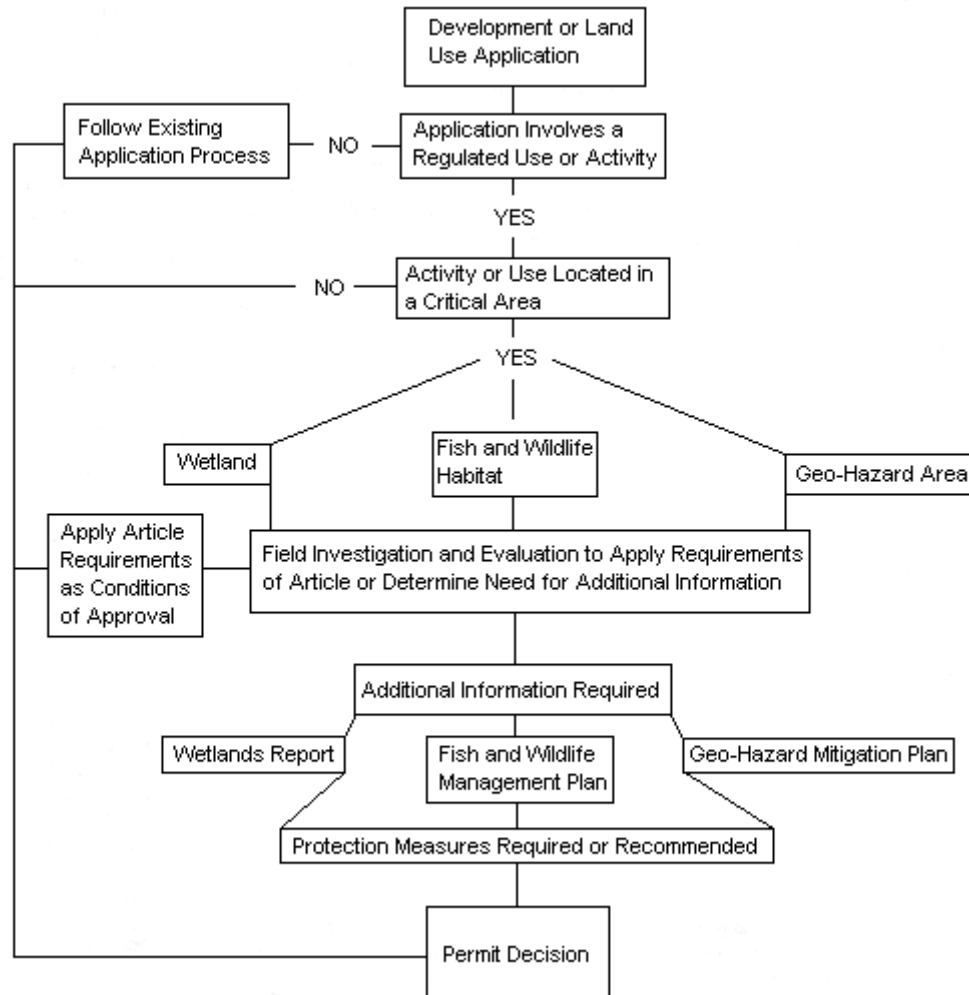 Development or Land
Use Application
Follow Existing
Application Process
NO
Application Involves a
Regulated Use or Activity
YES
NO
Activity or Use Located in
a Critical Area
YES
Wetland
Fish and Wildlife
Habitat
Geo-Hazard Area
Apply Article
Requirements
as Conditions
of Approval
Field Investigation and Evaluation to Apply Requirements
of Article or Determine Need for Additional Information
Additional Information Required
Wetlands Report
Fish and Wildlife
Management Plan
Geo-Hazard Mitigation Plan
Protection Measures Required or Recommended
Permit Decision